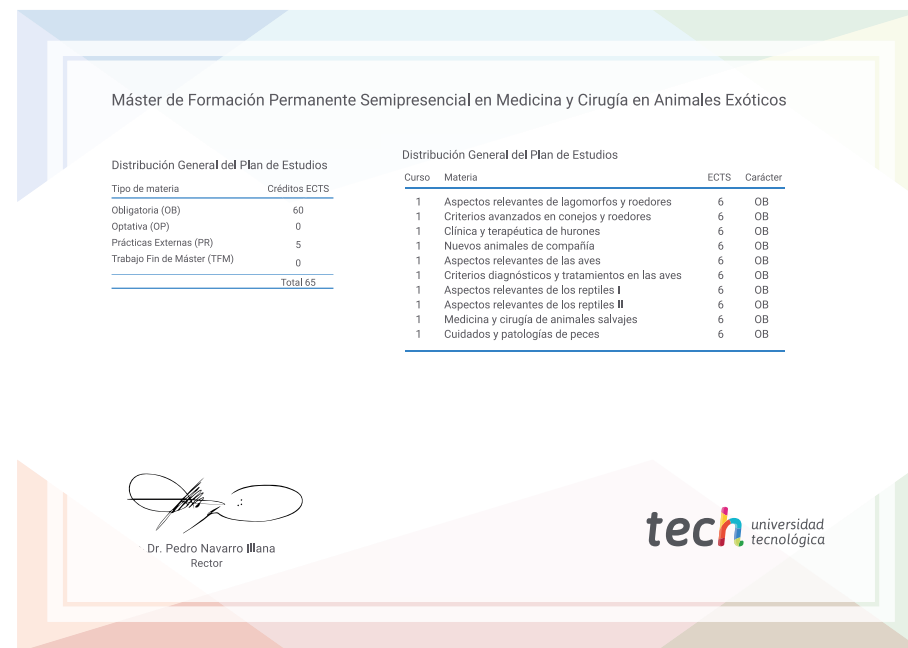 Máster de Formación Permanente Semipresencial en Medicina y Cirugía en Animales Exóticos
Distribución General del Plan de Estudios
Tipo de materia Créditos ECTS
Obligatoria (OB) 60
Optativa (OP) 0
Prácticas Externas (PR) 5
Trabajo Fin de Máster (TFM) 0
Total 65
Distribución General del Plan de Estudios
Curso Materia ECTS Carácter
1 Aspectos relevantes de lagomorfos y roedores 6 OB
1 Criterios avanzados en conejos y roedores 6 OB
1 Clínica y terapéutica de hurones 6 OB
1 Nuevos animales de compañía 6 OB
1 Aspectos relevantes de las aves 6 OB
1 Criterios diagnósticos y tratamientos en las aves 6 OB
1 Aspectos relevantes de los reptiles I 6 OB
1 Aspectos relevantes de los reptiles II 6 OB
1 Medicina y cirugía de animales salvajes 6 OB
1 Cuidados y patologías de peces 6 OB
Dr. Pedro Navarro Illana
Rector
tech universidad
tecnológica